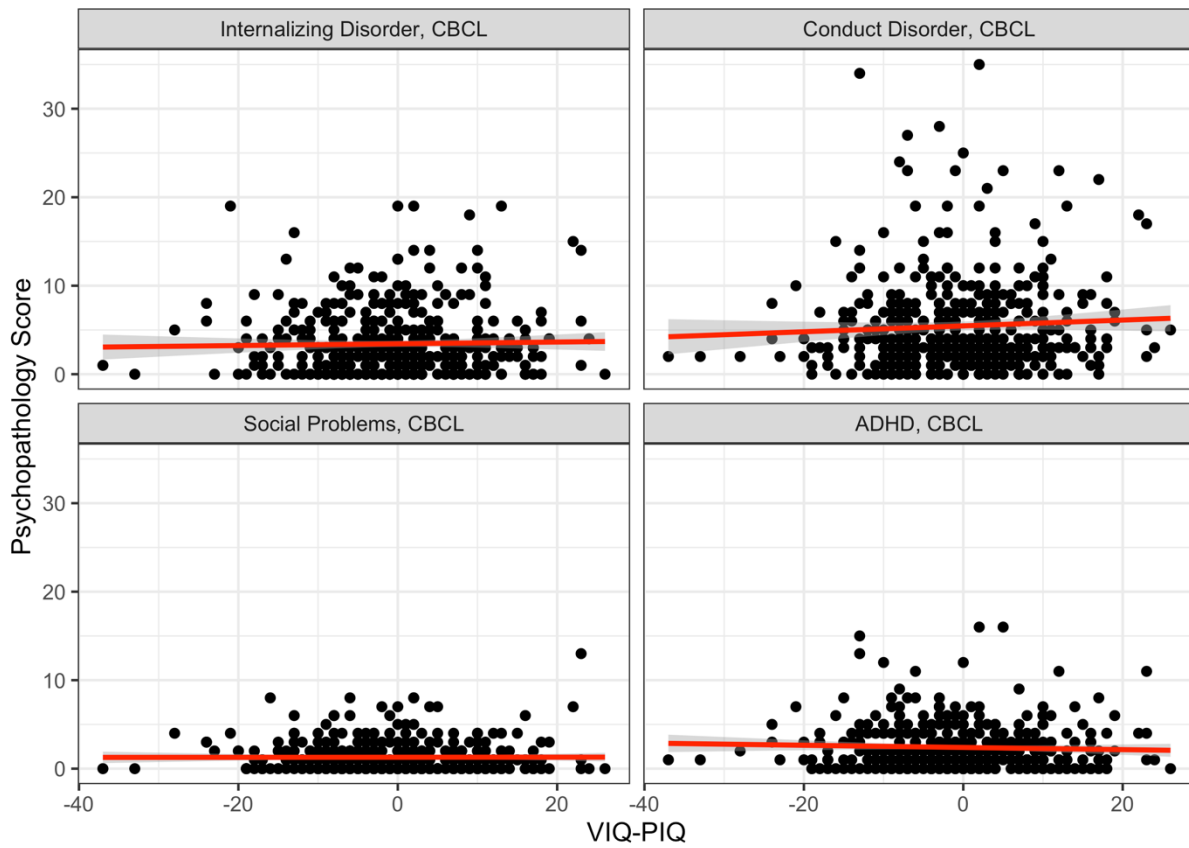 Internalizing Disorder, CBCL
Conduct Disorder, CBCL
30
20
10
0
Social Problems, CBCL
ADHD, CBCL
30
20
10
0
-40
-20
0
20
-40
-20
0
20
VIQ-PIQ
Psychopathology Score